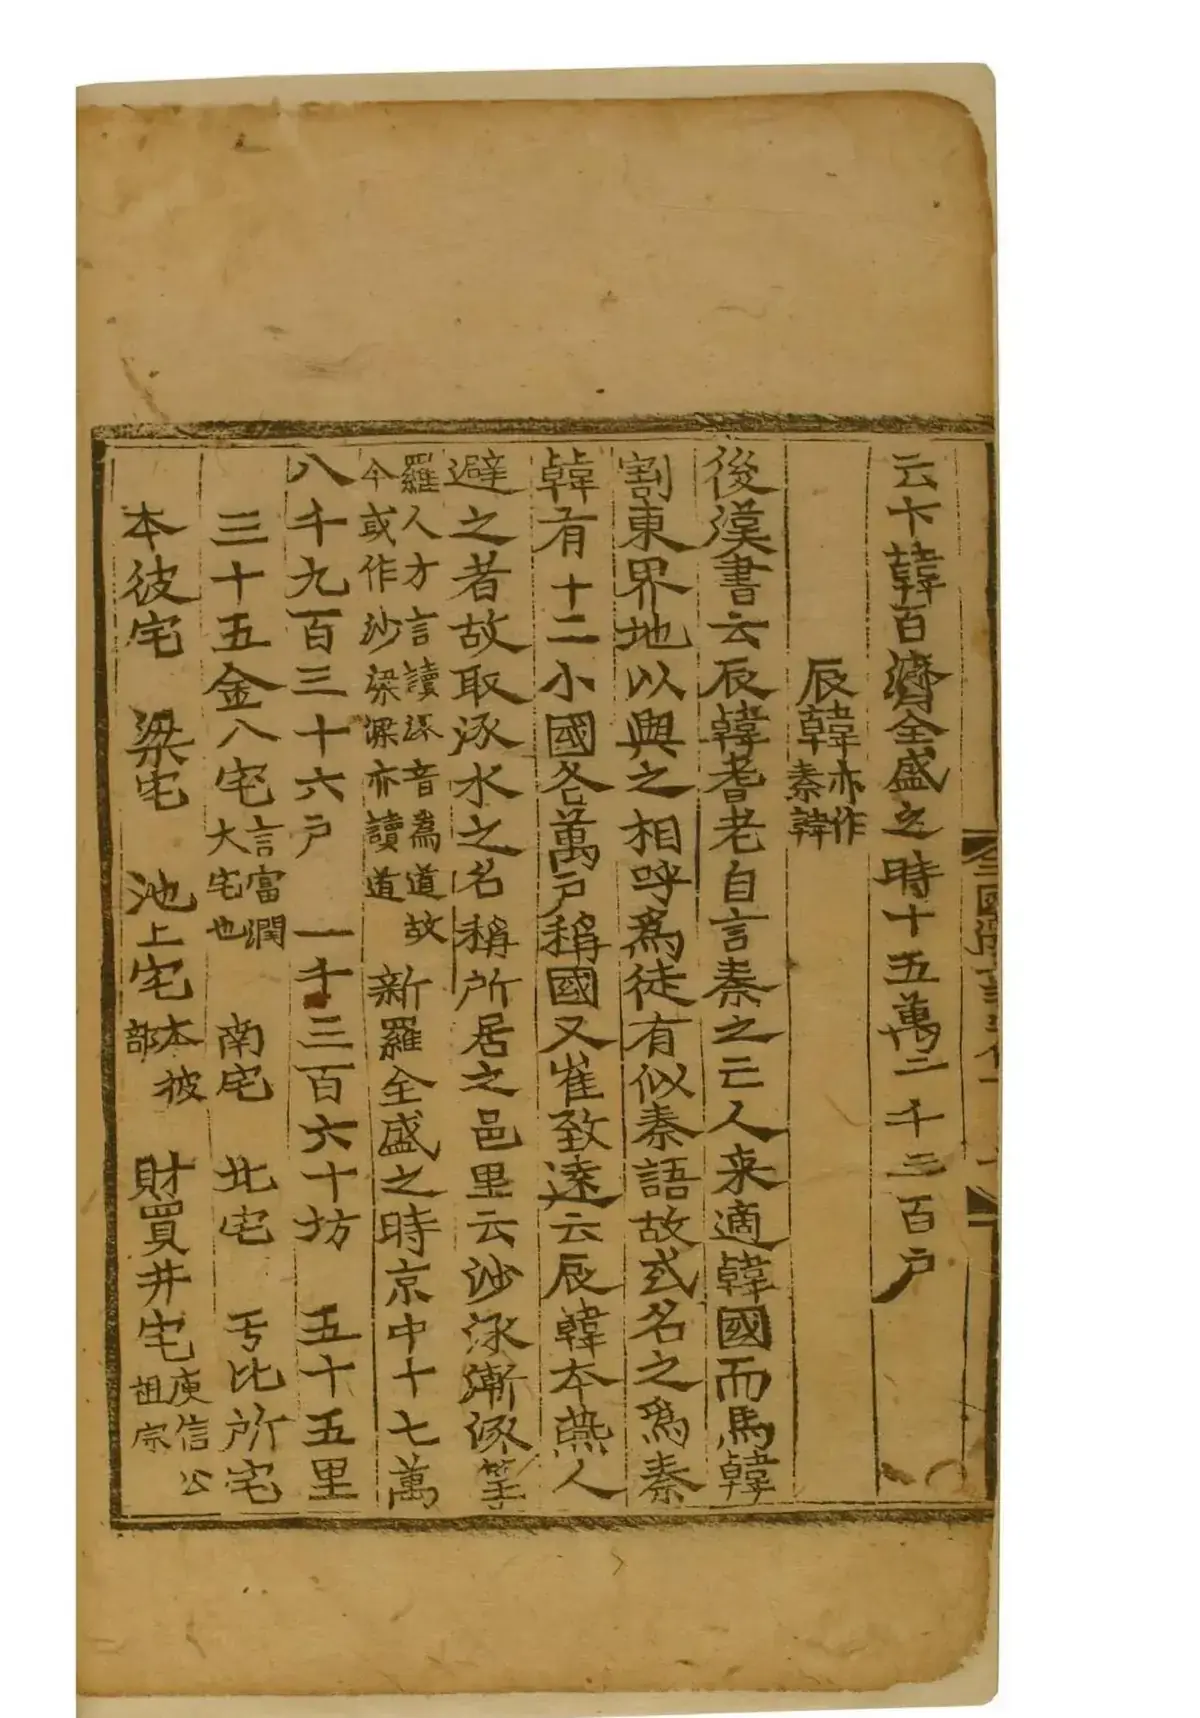 云卞韓百濟全盛之時十五萬二千三百戶
辰韓亦作秦韓
後漢書云辰韓耆老自言秦之亡人来適韓國而馬韓
割東界地以與之相呼爲徒有似秦語故或名之爲秦
韓有十二小國各萬戶稱國又崔致遠云辰韓本燕人
避之者故取涿水之名稱所居之邑里云沙涿漸涿等
羅人方言讀涿音爲道故今或作沙梁梁亦讀道 新羅全盛之時京中十七萬
八千九百三十六戶 一千三百六十坊 五十五里
三十五金入宅言富潤大宅也 南宅 北宅 亐比所宅
本彼宅 梁宅 池上宅本彼部 財買井宅庾信公祖宗